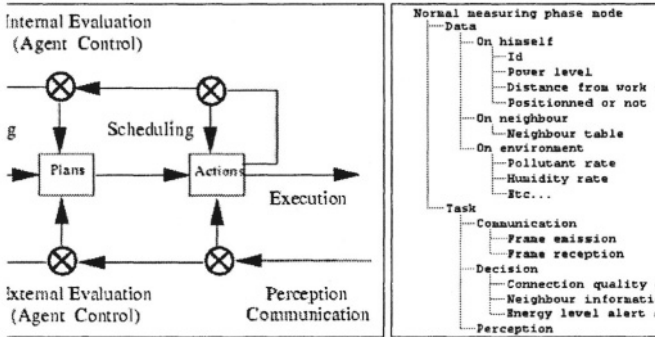 Internal Evaluation
(Agent Control)
g
Scheduling
Plans
Actions
Execution
External Evaluation
(Agent Control)
Perception
Communication
Normal measuring phase mode
Data
On himself
Id
Power level
Distance from work
Positionned or not
On neighbour
Neighbour table
On environment
Pollutant rate
Humidity rate
Etc...
Task
Communication
Frame emission
Frame reception
Decision
Connection quality
Neighbour informati
Energy level alert
Perception